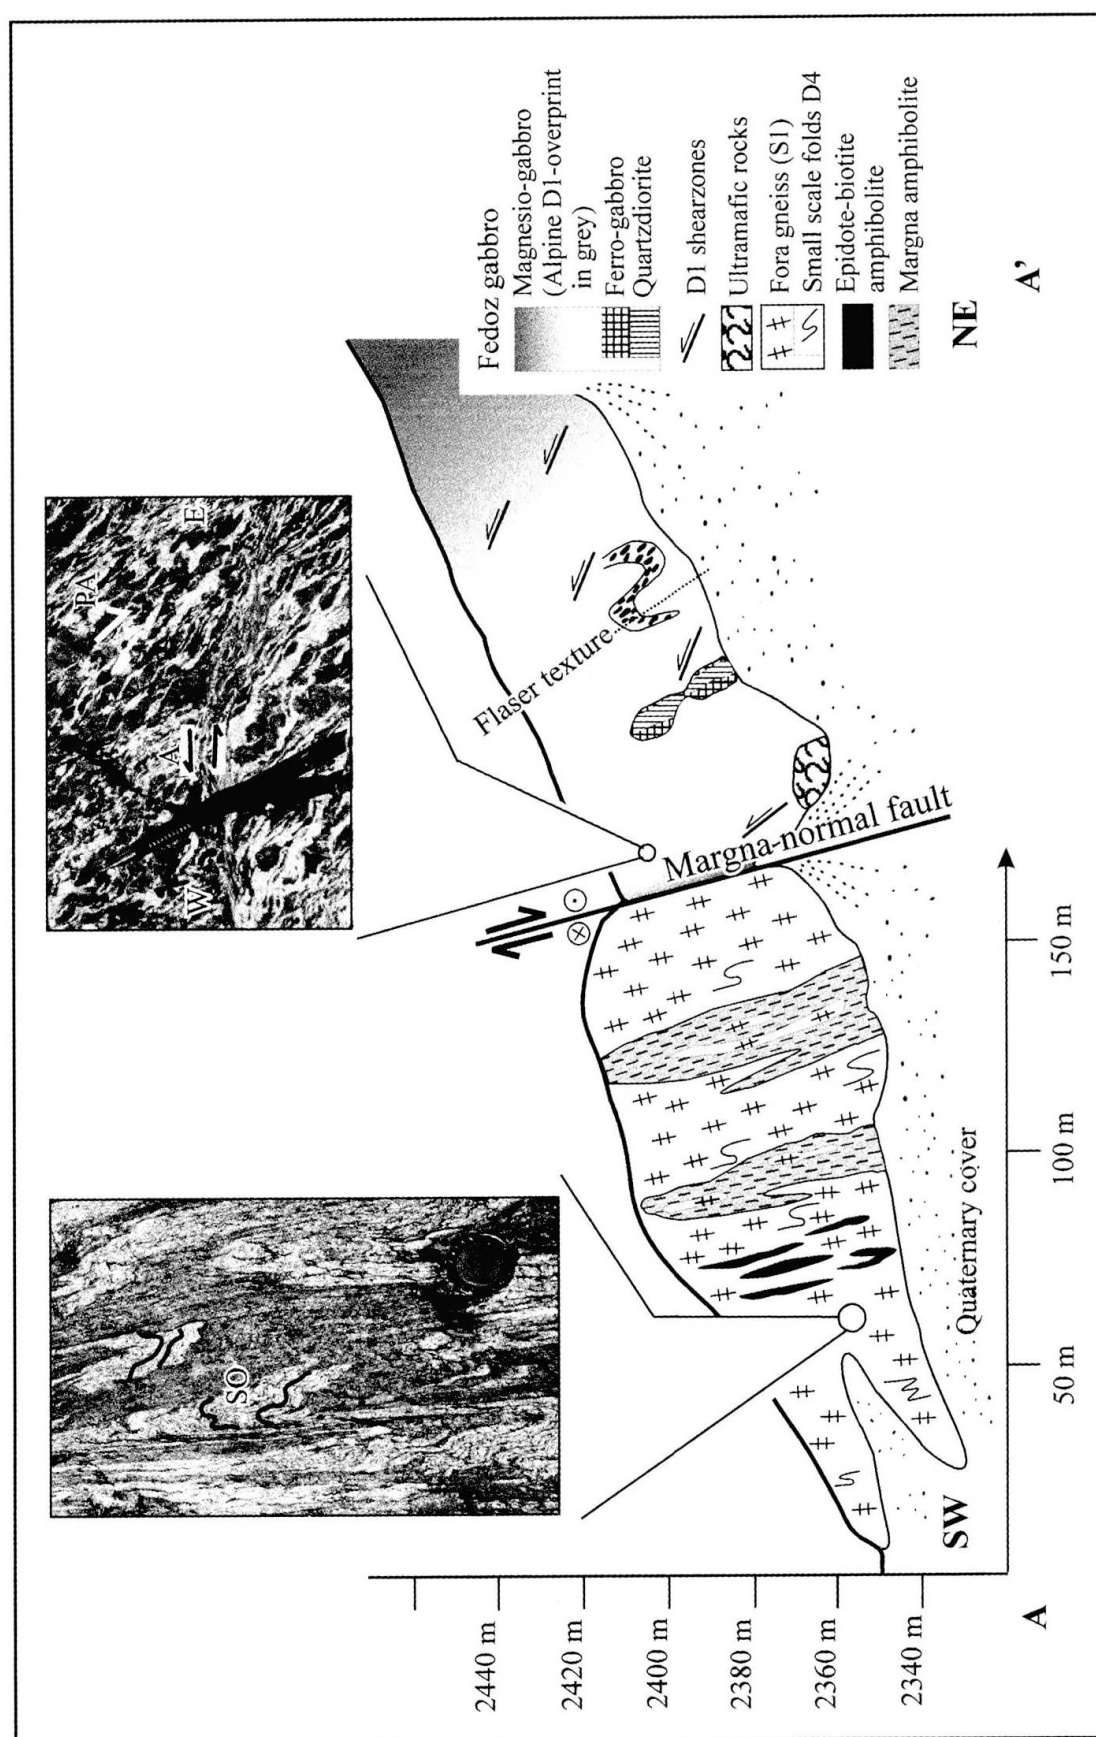 SO
W
A
PA
E
Fedoz gabbro
Magnesio-gabbro
(Alpine D1-overprint
in grey)
Ferro-gabbro
Quartzdiorite
D1 shearzones
Ultramafic rocks
Fora gneiss (S1)
Small scale folds D4
Epidote-biotite
amphibolite
Margna amphibolite
Flaser texture
Margna-normal fault
Quaternary cover
2440 m
2420 m
2400 m
2380 m
2360 m
2340 m
SW
NE
50 m
100 m
150 m
A
A'